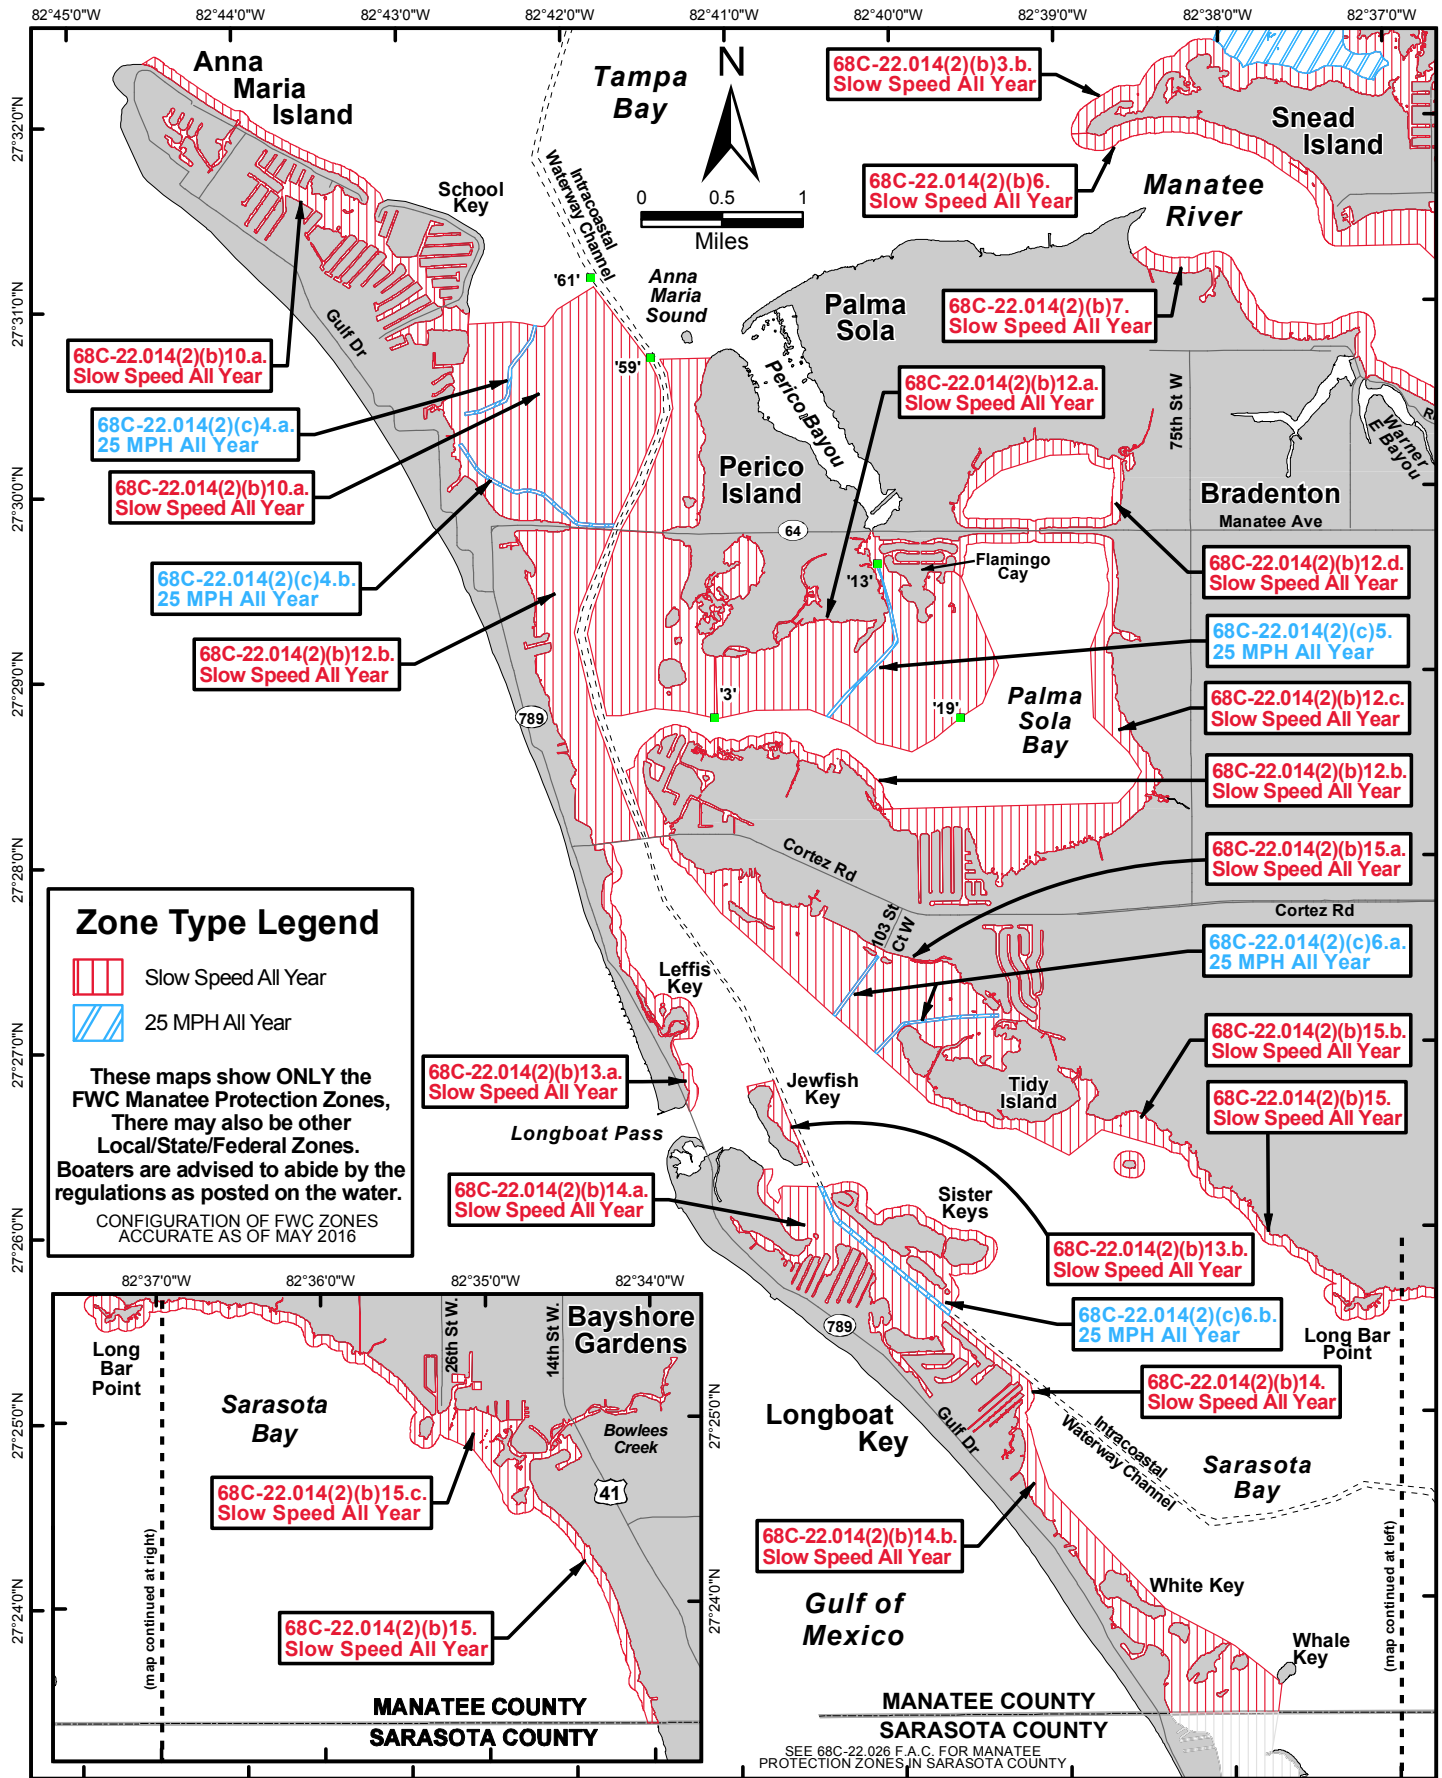 82°45'0"W 82°44'0"W 82°43'0"W 82°42'0"W 82°41'0"W 82°40'0"W 82°39'0"W 82°38'0"W 82°37'0"W
27°32'0"N
27°31'0"N
27°30'0"N
27°29'0"N
27°28'0"N
27°27'0"N
27°26'0"N
27°25'0"N
27°24'0"N
Anna
Maria
Island
Tampa
Bay
N
0 0.5 1
Miles
68C-22.014(2)(b)3.b.
Slow Speed All Year
Snead
Island
68C-22.014(2)(b)6.
Slow Speed All Year
Manatee
River
School
Key
Intracoastal
Waterway Channel
'61'
Anna
Maria
Sound
'59'
Palma
Sola
68C-22.014(2)(b)7.
Slow Speed All Year
Gulf Dr
68C-22.014(2)(b)10.a.
Slow Speed All Year
68C-22.014(2)(c)4.a.
25 MPH All Year
68C-22.014(2)(b)10.a.
Slow Speed All Year
68C-22.014(2)(b)12.a.
Slow Speed All Year
Perico Bayou
75th St W
Warner
E Bayou
Perico
Island
Bradenton
Manatee Ave
64
68C-22.014(2)(c)4.b.
25 MPH All Year
'13'
Flamingo
Cay
68C-22.014(2)(b)12.d.
Slow Speed All Year
68C-22.014(2)(b)12.b.
Slow Speed All Year
68C-22.014(2)(c)5.
25 MPH All Year
789
'3'
'19'
Palma
Sola
Bay
68C-22.014(2)(b)12.c.
Slow Speed All Year
68C-22.014(2)(b)12.b.
Slow Speed All Year
Cortez Rd
68C-22.014(2)(b)15.a.
Slow Speed All Year
Cortez Rd
103 St
Ct W
68C-22.014(2)(c)6.a.
25 MPH All Year
Zone Type Legend
Slow Speed All Year
25 MPH All Year
These maps show ONLY the
FWC Manatee Protection Zones,
There may also be other
Local/State/Federal Zones.
Boaters are advised to abide by the
regulations as posted on the water.
CONFIGURATION OF FWC ZONES
ACCURATE AS OF MAY 2016
Leffis
Key
68C-22.014(2)(b)13.a.
Slow Speed All Year
Jewfish
Key
Tidy
Island
68C-22.014(2)(b)15.b.
Slow Speed All Year
68C-22.014(2)(b)15.
Slow Speed All Year
Longboat Pass
68C-22.014(2)(b)14.a.
Slow Speed All Year
Sister
Keys
68C-22.014(2)(b)13.b.
Slow Speed All Year
68C-22.014(2)(c)6.b.
25 MPH All Year
789
Long Bar
Point
68C-22.014(2)(b)14.
Slow Speed All Year
Longboat
Key
Gulf Dr
Intracoastal
Waterway Channel
Sarasota
Bay
68C-22.014(2)(b)14.b.
Slow Speed All Year
(map continued at left)
Gulf of
Mexico
White Key
Whale
Key
MANATEE COUNTY
SARASOTA COUNTY
SEE 68C-22.026 F.A.C. FOR MANATEE
PROTECTION ZONES IN SARASOTA COUNTY
82°37'0"W 82°36'0"W 82°35'0"W 82°34'0"W
27°25'0"N
27°24'0"N
Long
Bar
Point
26th St W.
14th St W.
Bayshore
Gardens
Sarasota
Bay
Bowlees
Creek
41
68C-22.014(2)(b)15.c.
Slow Speed All Year
(map continued at right)
68C-22.014(2)(b)15.
Slow Speed All Year
MANATEE COUNTY
SARASOTA COUNTY